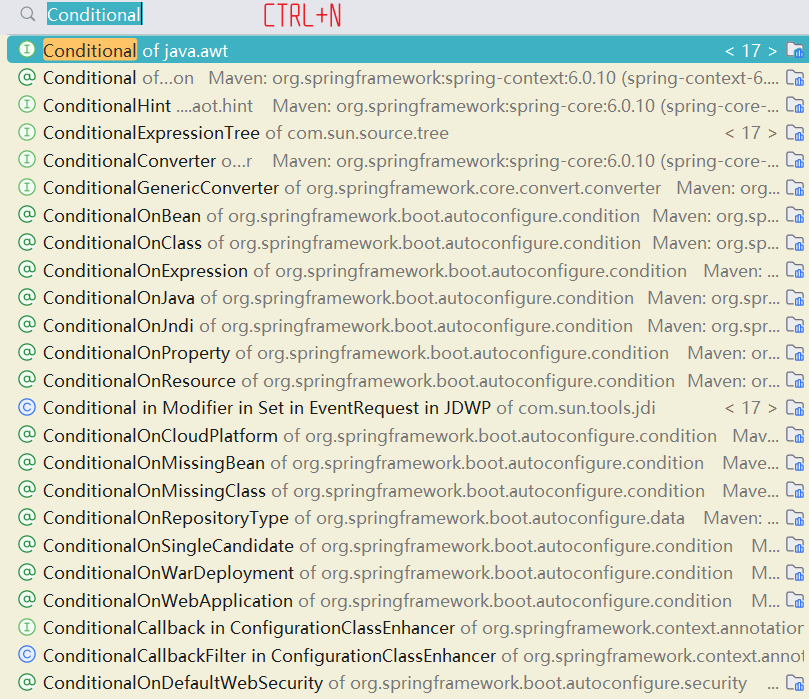 Conditional CTRL+N
Conditional of java.awt < 17 >
Conditional of...on Maven: org.springframework:spring-context:6.0.10 (spring-context-6....
ConditionalHint ....aot.hint Maven: org.springframework:spring-core:6.0.10 (spring-core-...
ConditionalExpressionTree of com.sun.source.tree < 17 >
ConditionalConverter o...r Maven: org.springframework:spring-core:6.0.10 (spring-core-...
ConditionalGenericConverter of org.springframework.core.convert.converter Maven: org...
ConditionalOnBean of org.springframework.boot.autoconfigure.condition Maven: org.sp...
ConditionalOnClass of org.springframework.boot.autoconfigure.condition Maven: org.sp...
ConditionalOnExpression of org.springframework.boot.autoconfigure.condition Maven: ...
ConditionalOnJava of org.springframework.boot.autoconfigure.condition Maven: org.spr...
ConditionalOnJndi of org.springframework.boot.autoconfigure.condition Maven: org.spr...
ConditionalOnProperty of org.springframework.boot.autoconfigure.condition Maven: or...
ConditionalOnResource of org.springframework.boot.autoconfigure.condition Maven: or...
Conditional in Modifier in Set in EventRequest in JDWP of com.sun.tools.jdi < 17 >
ConditionalOnCloudPlatform of org.springframework.boot.autoconfigure.condition Mav...
ConditionalOnMissingBean of org.springframework.boot.autoconfigure.condition Mave...
ConditionalOnMissingClass of org.springframework.boot.autoconfigure.condition Mave...
ConditionalOnRepositoryType of org.springframework.boot.autoconfigure.data Maven: ...
ConditionalOnSingleCandidate of org.springframework.boot.autoconfigure.condition M...
ConditionalOnWarDeployment of org.springframework.boot.autoconfigure.condition M...
ConditionalOnWebApplication of org.springframework.boot.autoconfigure.condition M...
ConditionalCallback in ConfigurationClassEnhancer of org.springframework.context.annotation
ConditionalCallbackFilter in ConfigurationClassEnhancer of org.springframework.context.annot
ConditionalOnDefaultWebSecurity of org.springframework.boot.autoconfigure.security ...